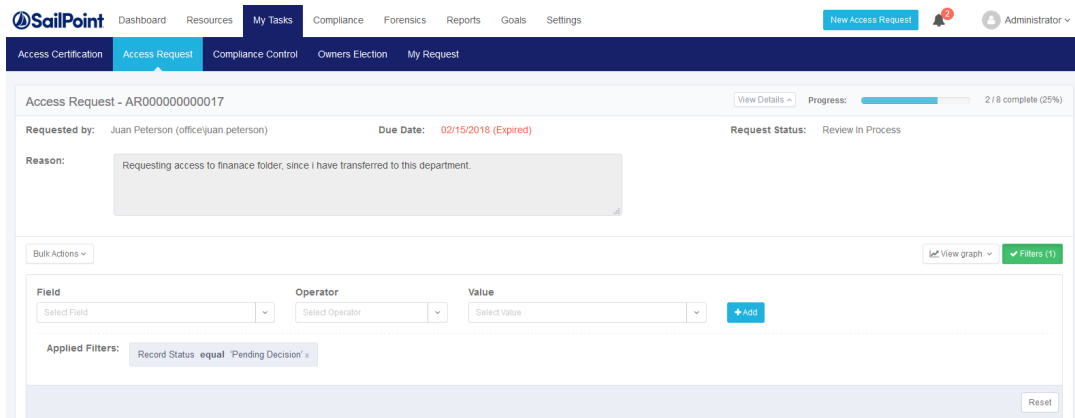 SailPoint Dashboard Resources My Tasks Compliance Forensics Reports Goals Settings New Access Request 2 Administrator
Access Certification Access Request Compliance Control Owners Election My Request
Access Request - AR000000000017 View Details Progress: 2 / 8 complete (25%)
Requested by: Juan Peterson (office\juan.peterson) Due Date: 02/15/2018 (Expired) Request Status: Review In Process
Reason: Requesting access to finanace folder, since i have transferred to this department.
Bulk Actions View graph Filters (1)
Field Operator Value
Select Field Select Operator Select Value Add
Applied Filters: Record Status equal 'Pending Decision' x
Reset